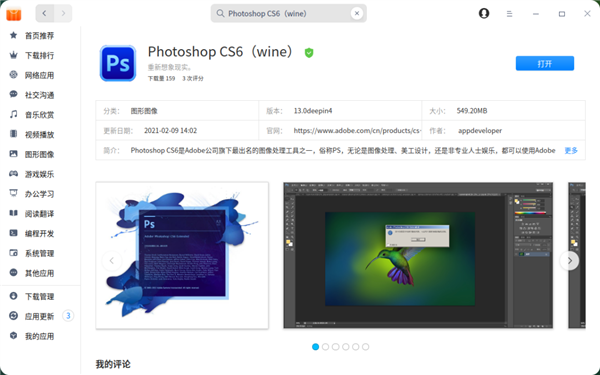 Photoshop CS6（wine）
首页推荐
下载排行
网络应用
社交沟通
音乐欣赏
视频播放
图形图像
游戏娱乐
办公学习
阅读翻译
编程开发
系统管理
其他应用
下载管理
应用更新 3
我的应用
Ps
Photoshop CS6（wine）
重新想象现实。
下载量 159 3 次评分
打开
分类： 图形图像 版本： 13.0deepin4 大小： 549.20MB
更新日期： 2021-02-09 14:02 官网： https://www.adobe.com/cn/products/cs 作者： appdeveloper
简介： Photoshop CS6是Adobe公司旗下最出名的图像处理工具之一，俗称PS，无论是图像处理、美工设计，还是非专业人士娱乐，都可以使用Adobe 更多
Ps
我的评论